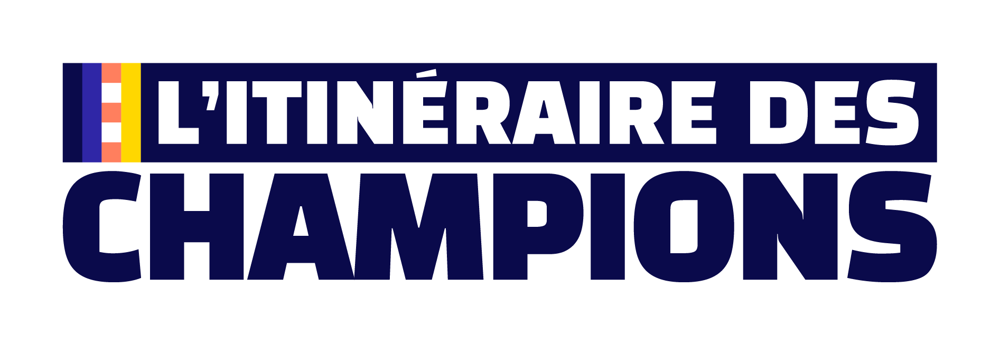 L’ITINÉRAIRE DES
CHAMPIONS